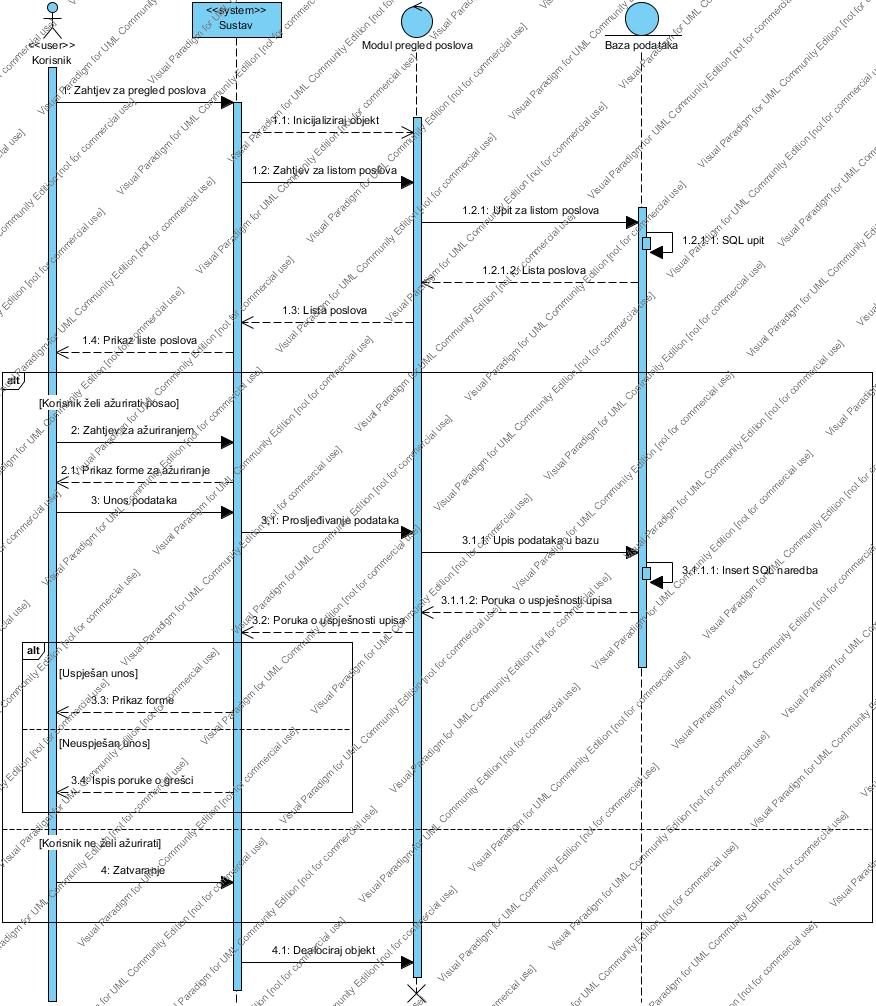 <<user>>
Korisnik
<<system>>
Sustav
Modul pregled poslova
Baza podataka
1: Zahtjev za pregled poslova
1.1: Inicijaliziraj objekt
1.2: Zahtjev za listom poslova
1.2.1: Upit za listom poslova
1.2.1.1: SQL upit
1.2.1.2: Lista poslova
1.3: Lista poslova
1.4: Prikaz liste poslova
alt
[Korisnik želi ažurirati posao]
2: Zahtjev za ažuriranjem
2.1: Prikaz forme za ažuriranje
3: Unos podataka
3.1: Prosljeđivanje podataka
3.1.1: Upis podataka u bazu
3.1.1.1: Insert SQL naredba
3.1.1.2: Poruka o uspješnosti upisa
3.2: Poruka o uspješnosti upisa
alt
[Uspješan unos]
3.3: Prikaz forme
[Neuspješan unos]
3.4: Ispis poruke o grešci
[Korisnik ne želi ažurirati]
4: Zatvaranje
4.1: Dealociraj objekt
Visual Paradigm for UML Community Edition [not for commercial use]